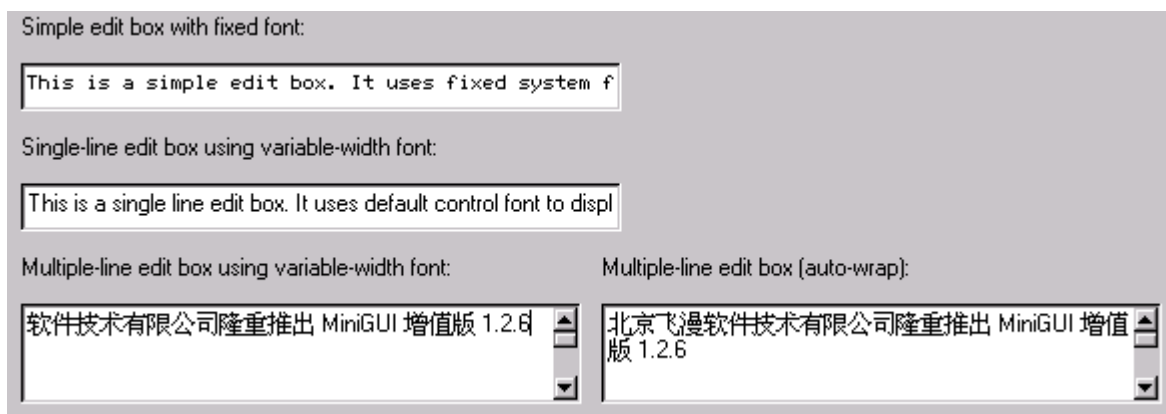 Simple edit box with fixed font:
This is a simple edit box. It uses fixed system f
Single-line edit box using variable-width font:
This is a single line edit box. It uses default control font to displ
Multiple-line edit box using variable-width font:
软件技术有限公司隆重推出 MiniGUI 增值版 1.2.6
Multiple-line edit box (auto-wrap):
北京飞漫软件技术有限公司隆重推出 MiniGUI 增值
版 1.2.6